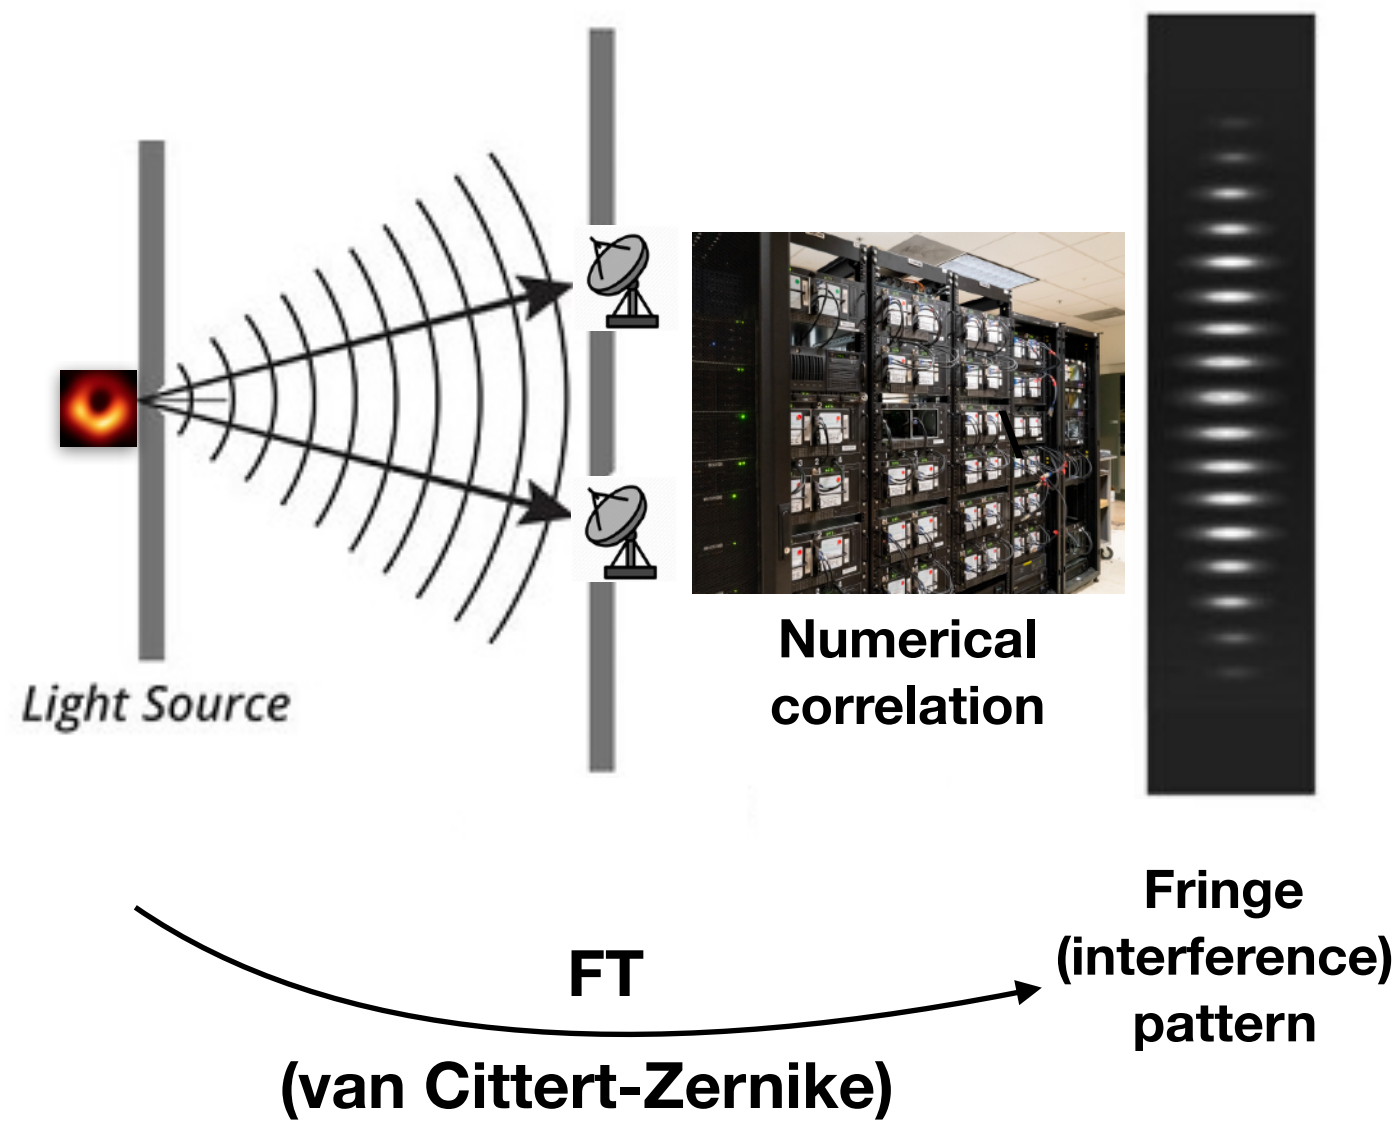 Light Source
Numerical
correlation
Fringe
(interference)
pattern
FT
(van Cittert-Zernike)